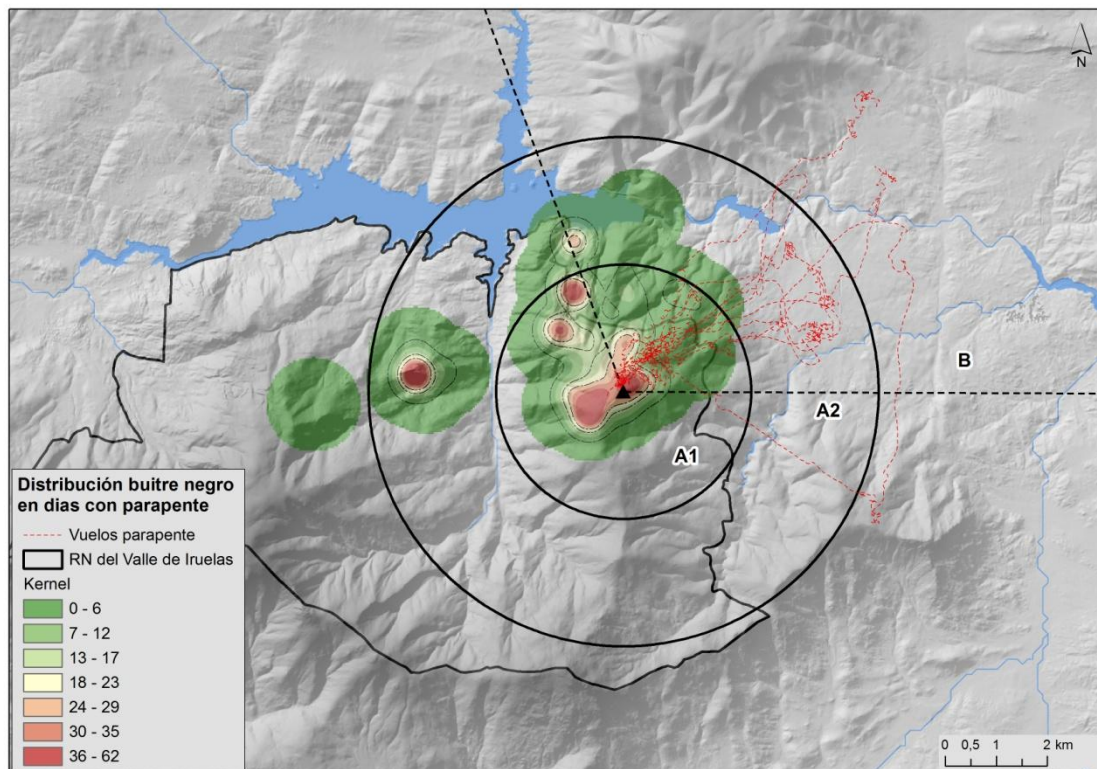 N
B
A2
A1
Distribución buitre negro
en dias con parapente
Vuelos parapente
RN del Valle de Iruelas
Kernel
0 - 6
7 - 12
13 - 17
18 - 23
24 - 29
30 - 35
36 - 62
0 0,5 1 2 km